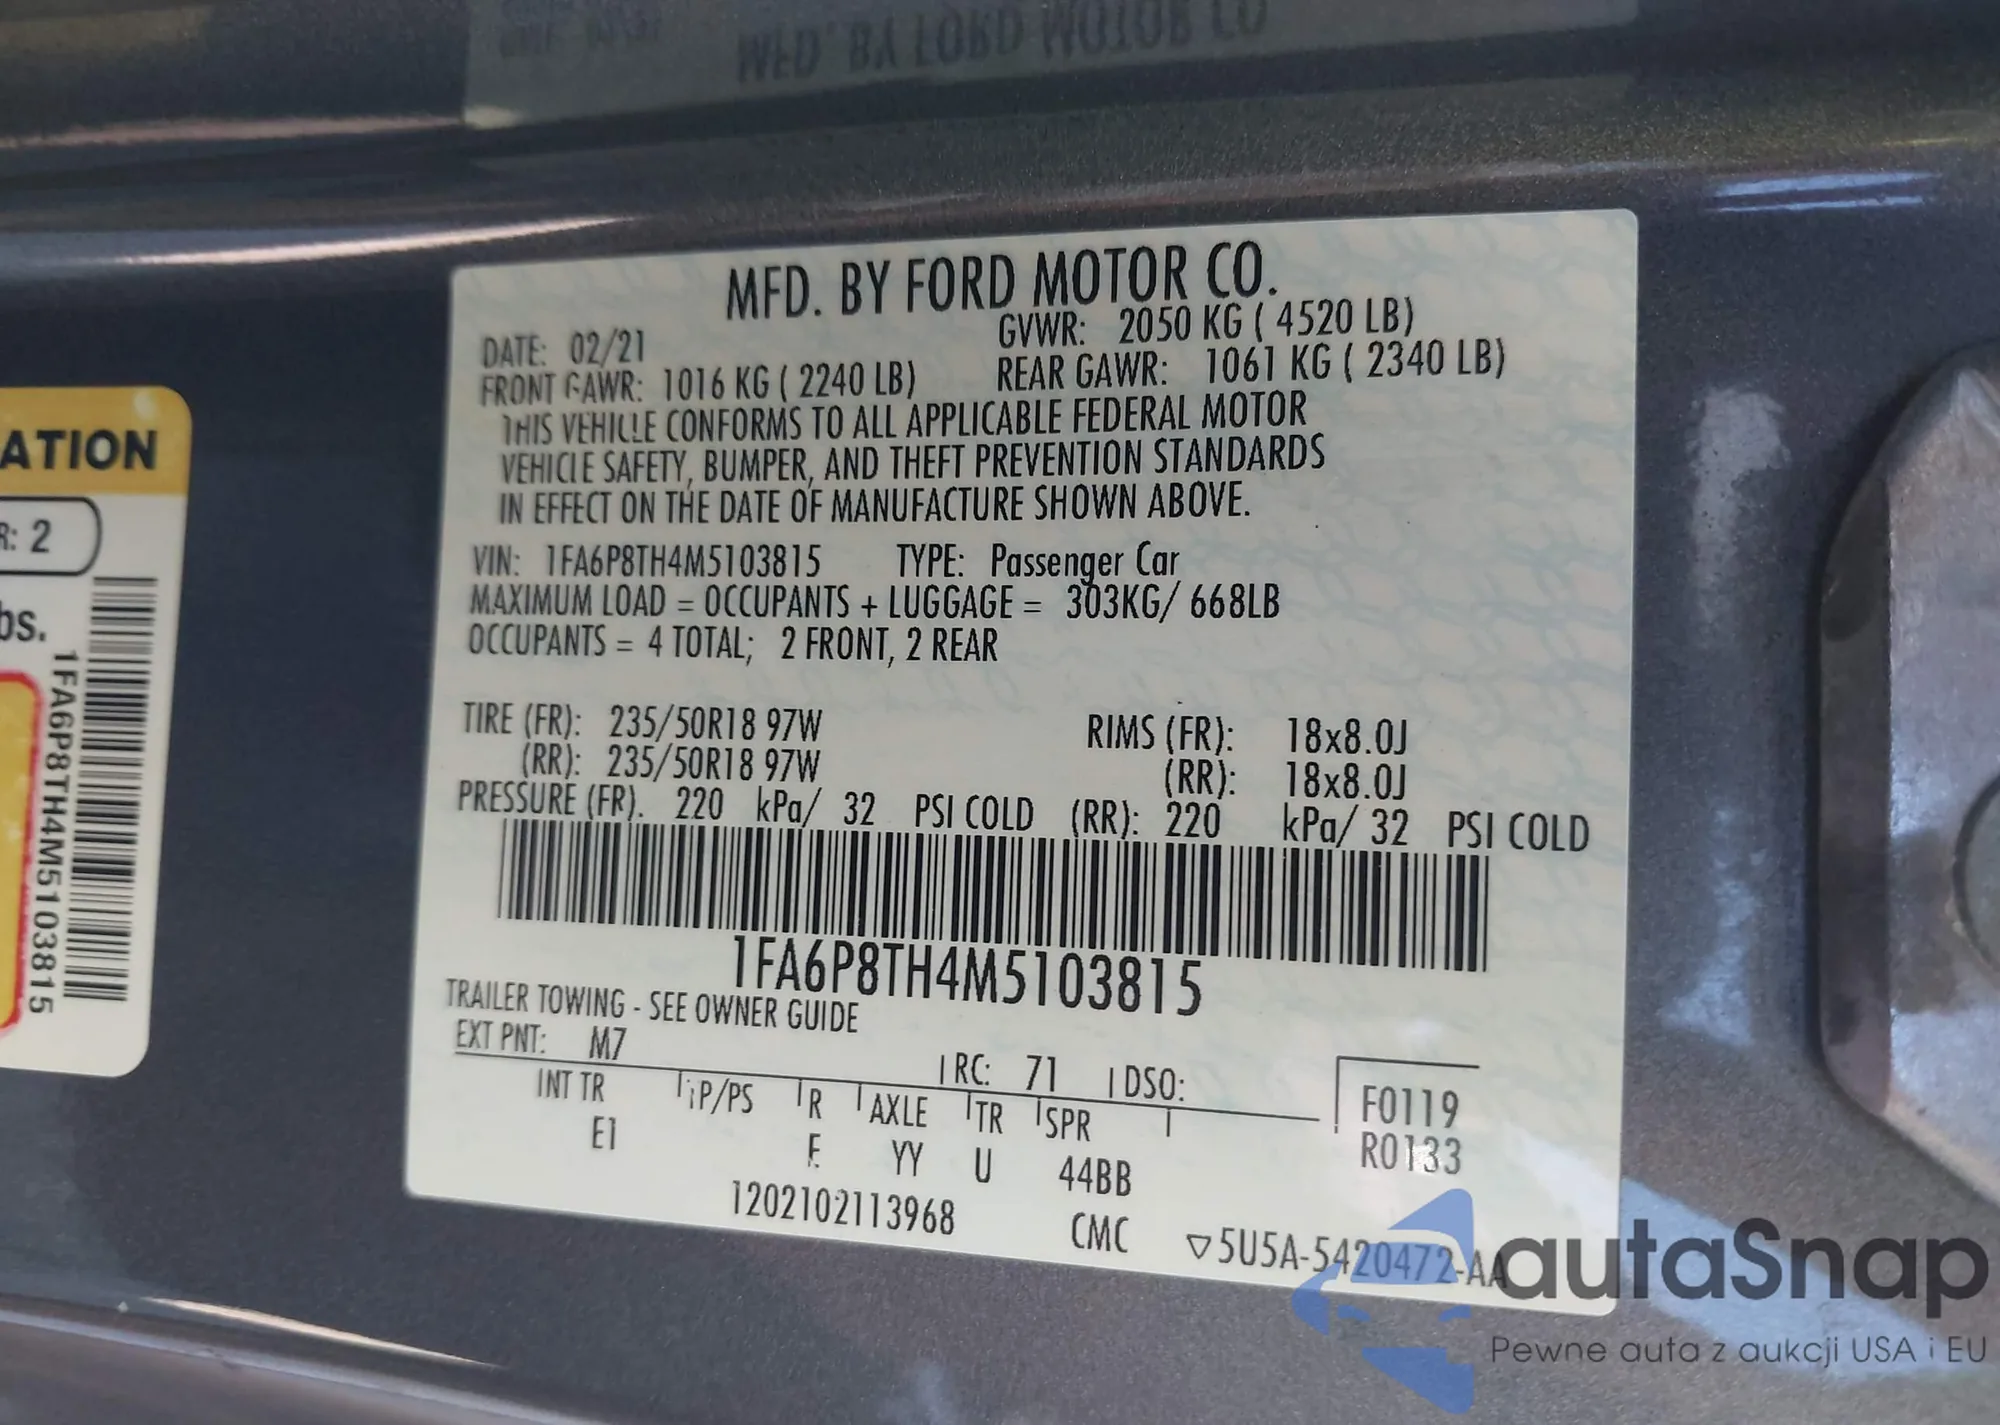 MFD. BY FORD MOTOR CO.
DATE: 02/21 GVWR: 2050 KG ( 4520 LB)
FRONT GAWR: 1016 KG ( 2240 LB) REAR GAWR: 1061 KG ( 2340 LB)
THIS VEHICLE CONFORMS TO ALL APPLICABLE FEDERAL MOTOR
VEHICLE SAFETY, BUMPER, AND THEFT PREVENTION STANDARDS
IN EFFECT ON THE DATE OF MANUFACTURE SHOWN ABOVE.
VIN: 1FA6P8TH4M5103815 TYPE: Passenger Car
MAXIMUM LOAD = OCCUPANTS + LUGGAGE = 303KG/ 668LB
OCCUPANTS = 4 TOTAL; 2 FRONT, 2 REAR
TIRE (FR): 235/50R18 97W RIMS (FR): 18x8.0J
(RR): 235/50R18 97W (RR): 18x8.0J
PRESSURE (FR). 220 kPa/ 32 PSI COLD (RR): 220 kPa/ 32 PSI COLD
1FA6P8TH4M5103815
TRAILER TOWING - SEE OWNER GUIDE
EXT PNT: M7 RC: 71 DSO:
INT TR TP/PS R AXLE TR SPR F0119
E1 E YY U 44BB R0133
1202102113968 CMC ▽5U5A-5420472-AA
ATION
R: 2
bs.
1FA6P8TH4M5103815
autaSnap
Pewne auta z aukcji USA i EU